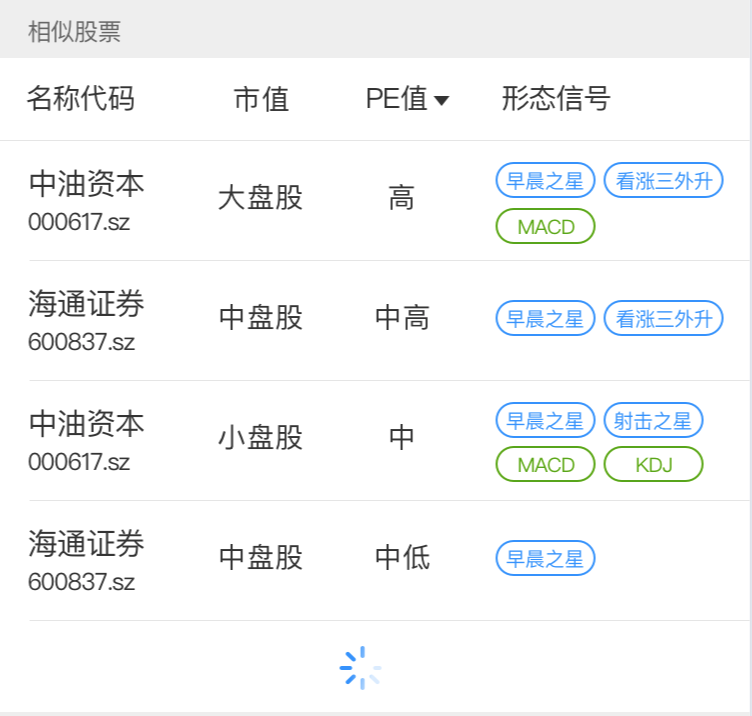 相似股票
名称代码 市值 PE值 形态信号
中油资本 大盘股 高 早晨之星 看涨三外升
000617.sz MACD
海通证券 中盘股 中高 早晨之星 看涨三外升
600837.sz
中油资本 小盘股 中 早晨之星 射击之星
000617.sz MACD KDJ
海通证券 中盘股 中低 早晨之星
600837.sz